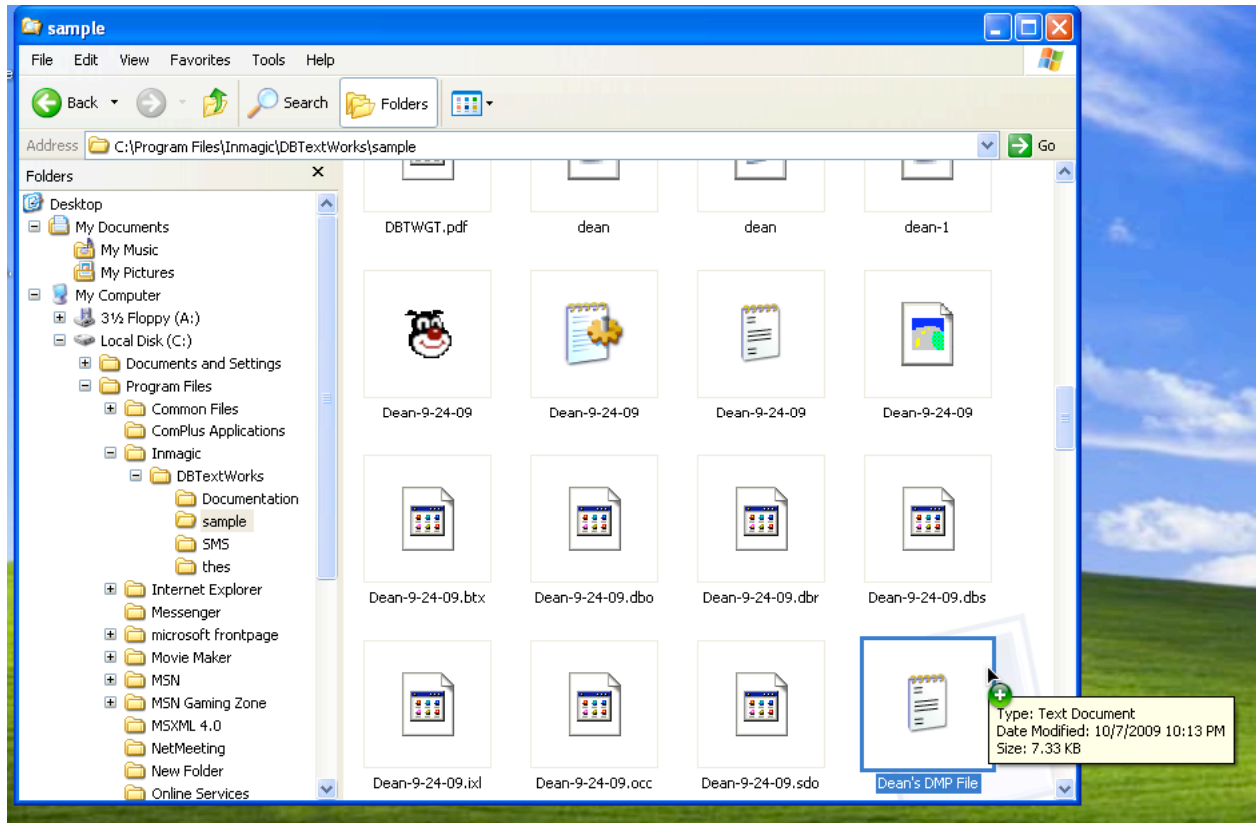 sample
File Edit View Favorites Tools Help
Back Search Folders
Address C:\Program Files\Inmagic\DBTextWorks\sample Go
Folders
Desktop
My Documents
My Music
My Pictures
My Computer
3½ Floppy (A:)
Local Disk (C:)
Documents and Settings
Program Files
Common Files
ComPlus Applications
Inmagic
DBTextWorks
Documentation
sample
SMS
thes
Internet Explorer
Messenger
microsoft frontpage
Movie Maker
MSN
MSN Gaming Zone
MSXML 4.0
NetMeeting
New Folder
Online Services
DBTWGT.pdf dean dean dean-1
Dean-9-24-09 Dean-9-24-09 Dean-9-24-09 Dean-9-24-09
Dean-9-24-09.btx Dean-9-24-09.dbo Dean-9-24-09.dbr Dean-9-24-09.dbs
Dean-9-24-09.ixl Dean-9-24-09.occ Dean-9-24-09.sdo Dean's DMP File
Type: Text Document
Date Modified: 10/7/2009 10:13 PM
Size: 7.33 KB